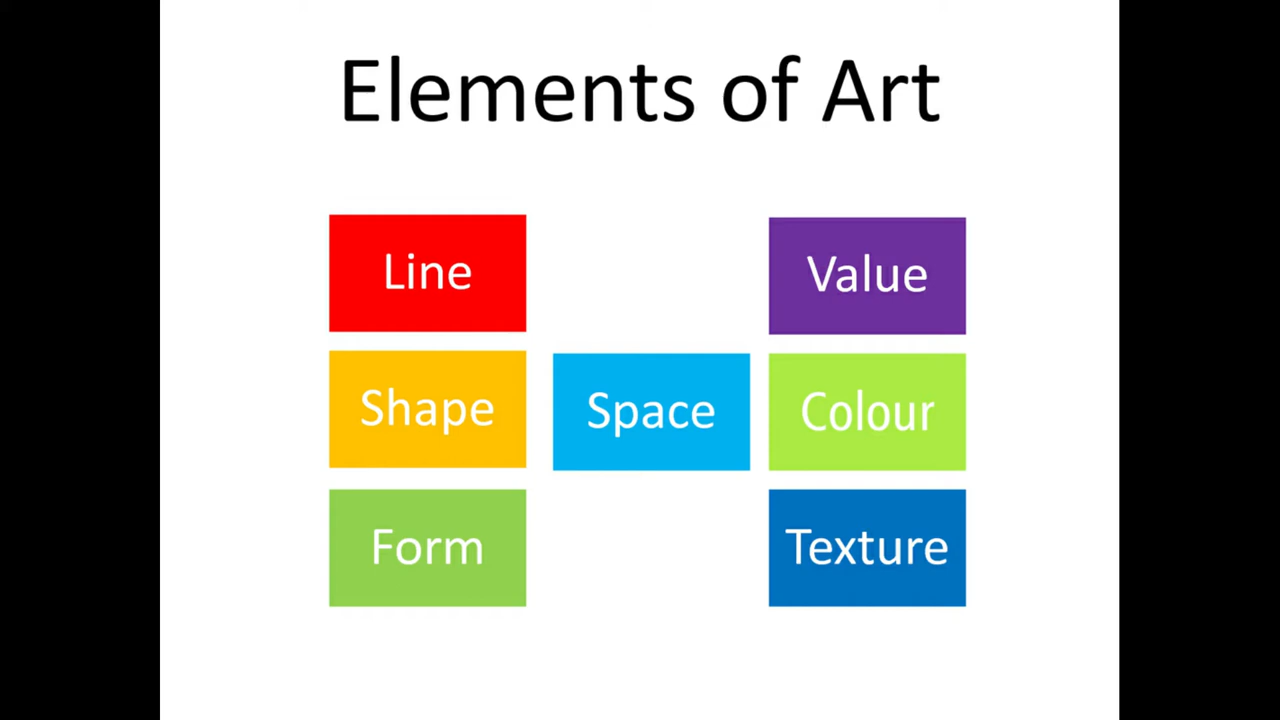 Elements of Art
Line
Value
Shape
Space
Colour
Form
Texture